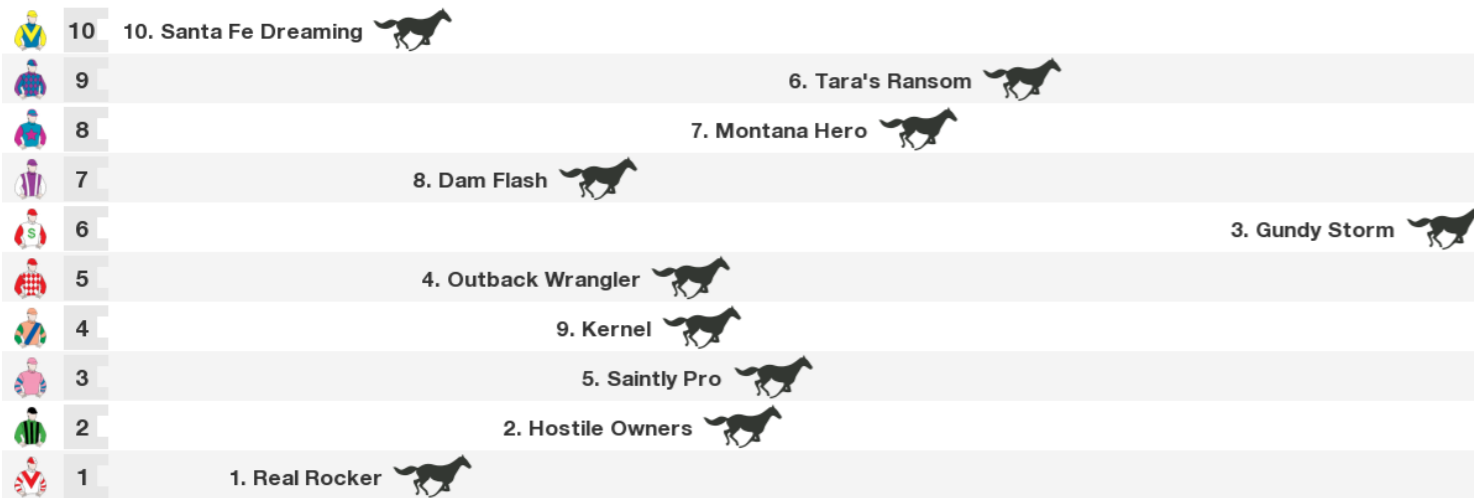 10 10. Santa Fe Dreaming
9 6. Tara's Ransom
8 7. Montana Hero
7 8. Dam Flash
S 6 3. Gundy Storm
5 4. Outback Wrangler
4 9. Kernel
3 5. Saintly Pro
2 2. Hostile Owners
1 1. Real Rocker